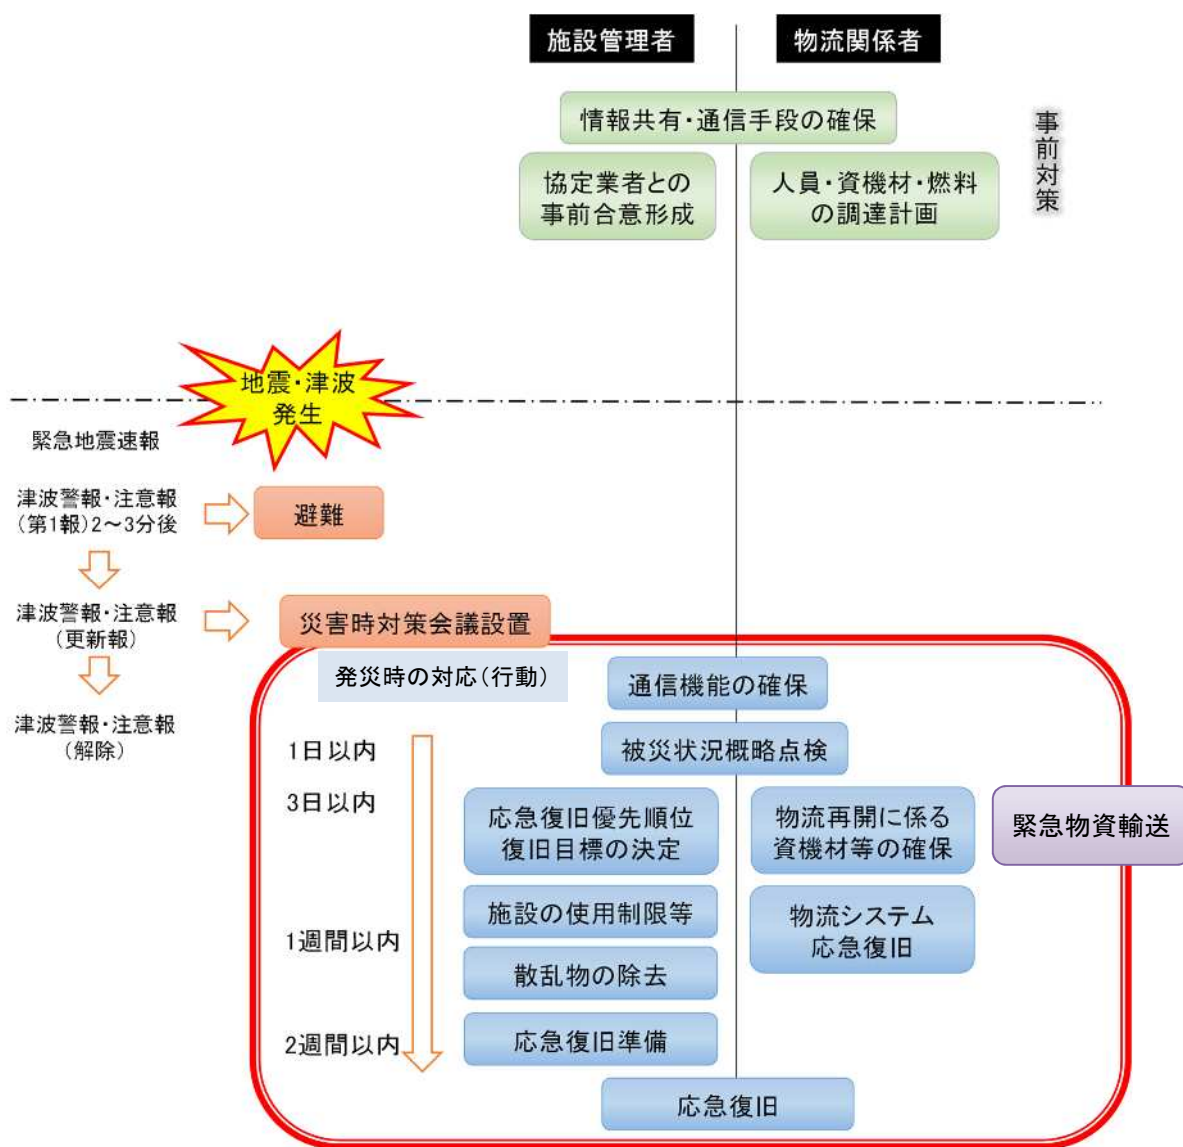 施設管理者
物流関係者
情報共有・通信手段の確保
協定業者との
事前合意形成
人員・資機材・燃料
の調達計画
事前対策
地震・津波
発生
緊急地震速報
津波警報・注意報
(第1報)2～3分後
避難
津波警報・注意報
(更新報)
災害時対策会議設置
津波警報・注意報
(解除)
発災時の対応(行動)
通信機能の確保
1日以内
被災状況概略点検
3日以内
応急復旧優先順位
復旧目標の決定
物流再開に係る
資機材等の確保
緊急物資輸送
施設の使用制限等
物流システム
応急復旧
1週間以内
散乱物の除去
2週間以内
応急復旧準備
応急復旧